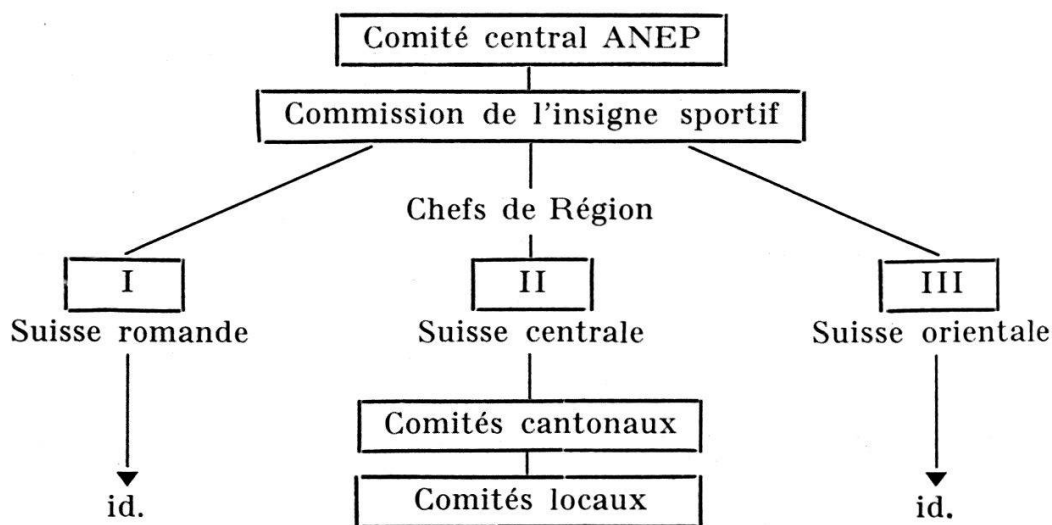 Comité central ANEP
Commission de l'insigne sportif
Chefs de Région
I
II
III
Suisse romande
Suisse centrale
Suisse orientale
Comités cantonaux
Comités locaux
id.
id.